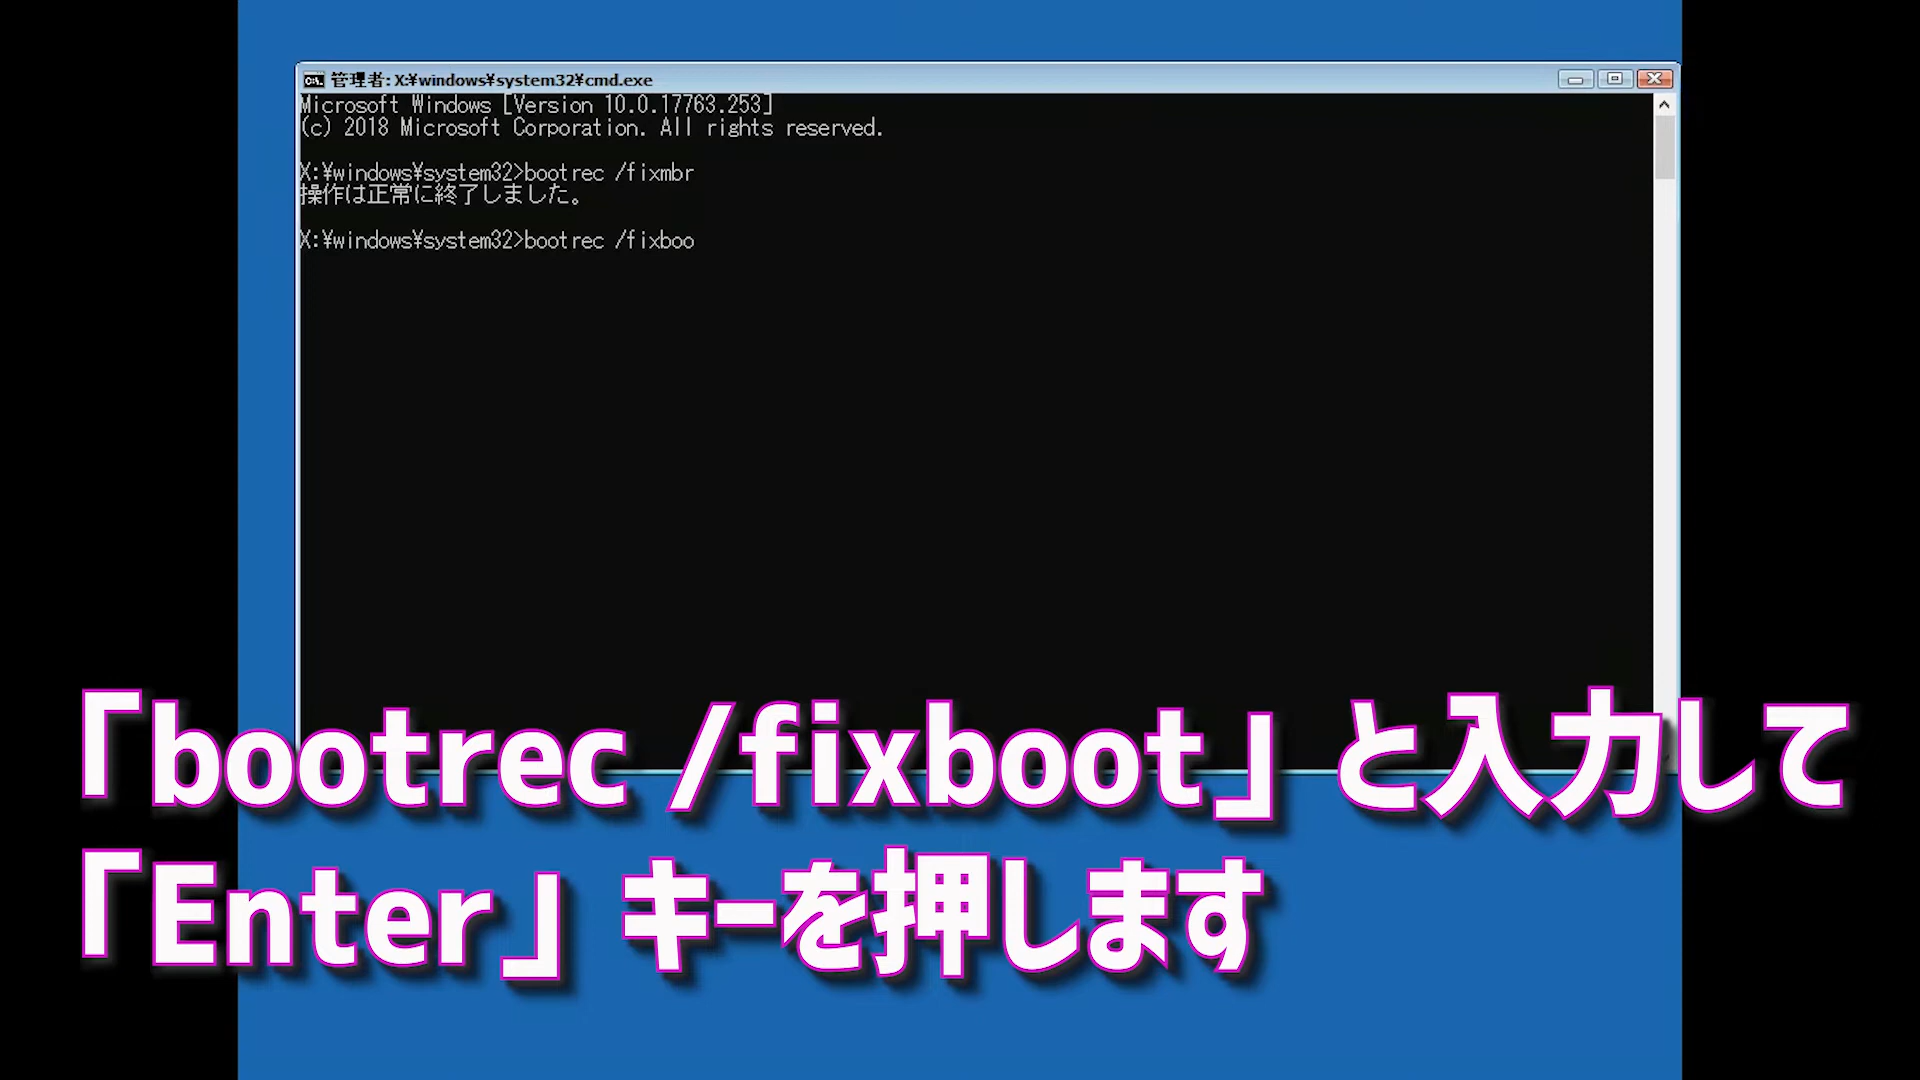 管理者: X:¥windows¥system32¥cmd.exe
Microsoft Windows [Version 10.0.17763.253]
(c) 2018 Microsoft Corporation. All rights reserved.
X:¥windows¥system32>bootrec /fixmbr
操作は正常に終了しました。
X:¥windows¥system32>bootrec /fixboo
「bootrec /fixboot」と入力して
「Enter」キーを押します